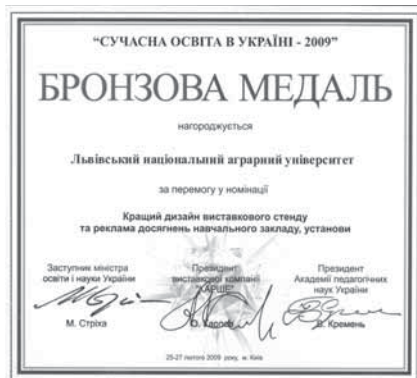 “СУЧАСНА ОСВІТА В УКРАЇНІ - 2009”
БРОНЗОВА МЕДАЛЬ
нагороджується
Львівський національний аграрний університет
за перемогу у номінації
Кращий дизайн виставкового стенду
та реклама досягнень навчального закладу, установи
Заступник міністра
освіти і науки України
М. Стріха
Президент
виставкової компанії
О.
Президент
Академії педагогічних
наук України
В. Кремень
25-27 лютого 2009 року, м. Київ